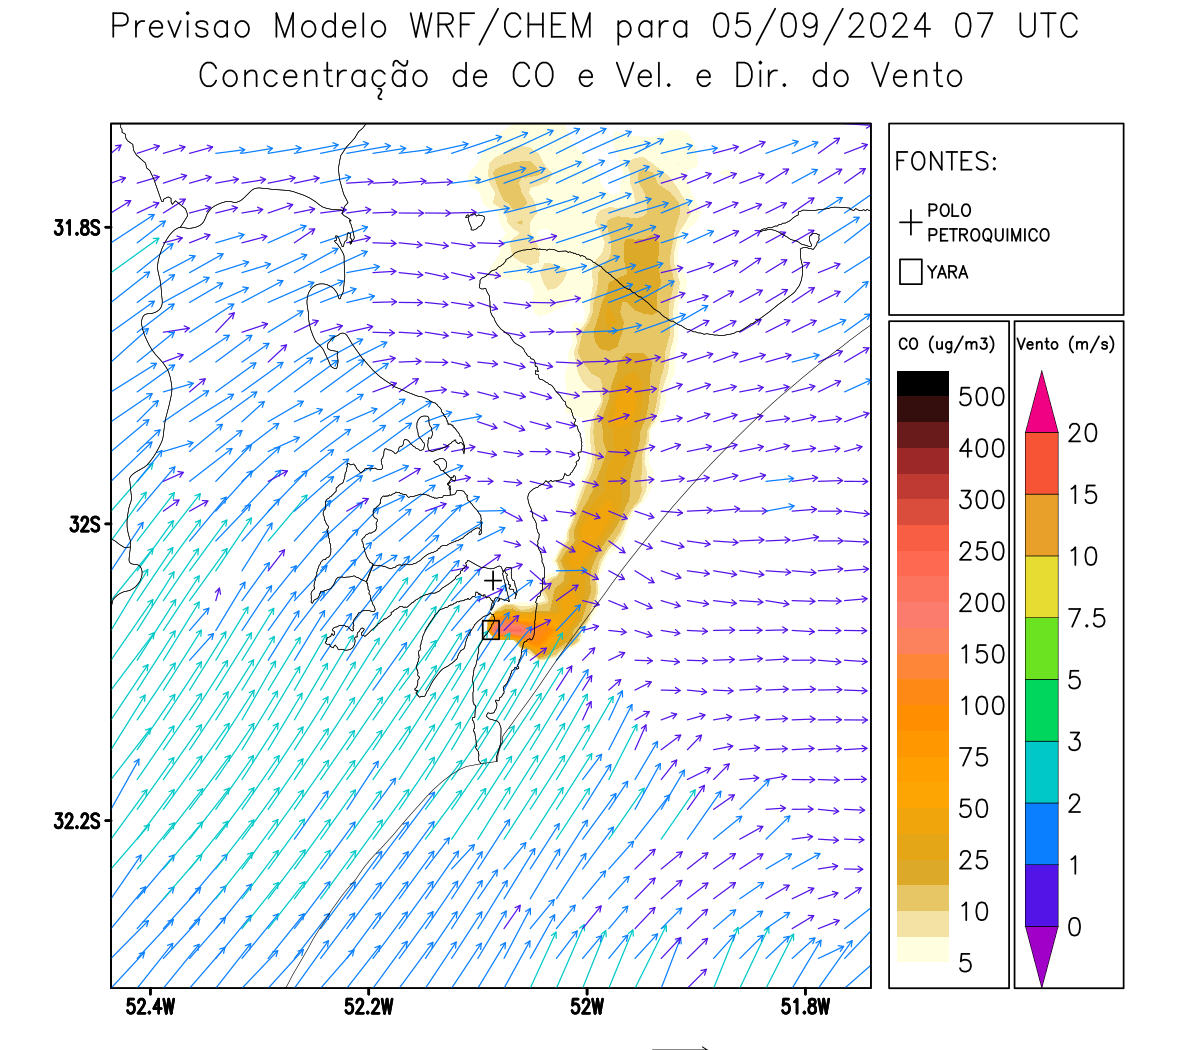 Previsao Modelo WRF/CHEM para 05/09/2024 07 UTC
Concentração de CO e Vel. e Dir. do Vento
FONTES:
POLO
PETROQUIMICO
YARA
CO (ug/m3)
500
400
300
250
200
150
100
75
50
25
10
5
Vento (m/s)
20
15
10
7.5
5
3
2
1
0
31.8S
32S
32.2S
52.4W
52.2W
52W
51.8W